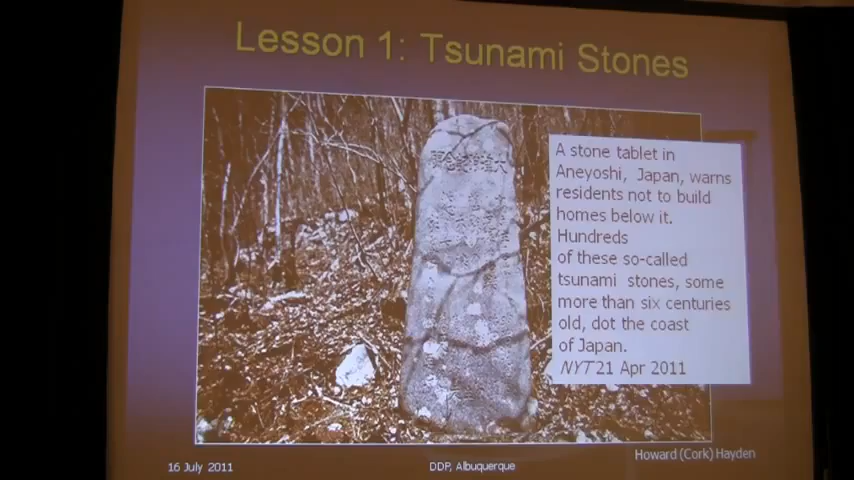 Lesson 1: Tsunami Stones
A stone tablet in
Aneyoshi, Japan, warns
residents not to build
homes below it.
Hundreds
of these so-called
tsunami stones, some
more than six centuries
old, dot the coast
of Japan.
NYT 21 Apr 2011
Howard (Cork) Hayden
16 July 2011
DDP, Albuquerque